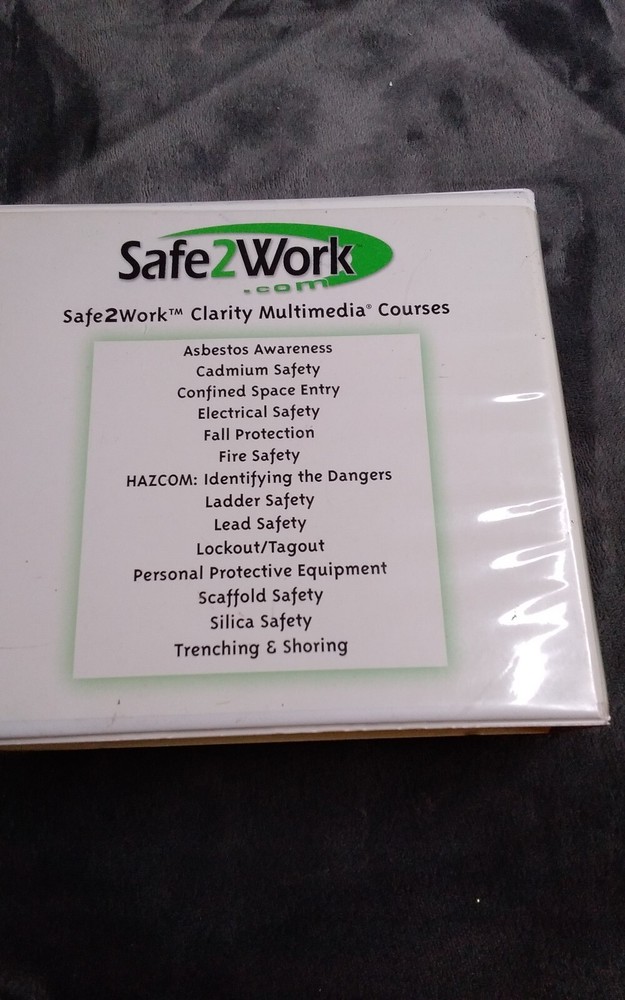 Safe2Work™
.com
Safe2Work™ Clarity Multimedia® Courses
Asbestos Awareness
Cadmium Safety
Confined Space Entry
Electrical Safety
Fall Protection
Fire Safety
HAZCOM: Identifying the Dangers
Ladder Safety
Lead Safety
Lockout/Tagout
Personal Protective Equipment
Scaffold Safety
Silica Safety
Trenching & Shoring